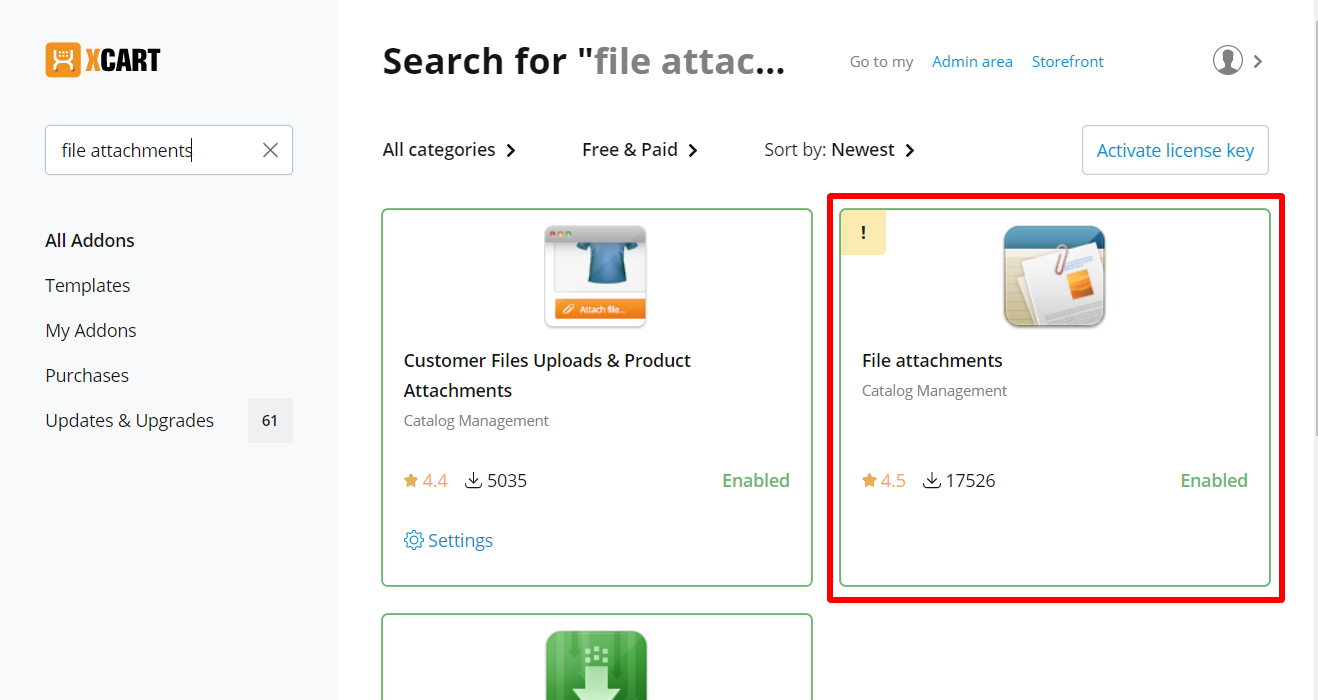 XCART
Search for "file attac...
Go to my Admin area Storefront
file attachments
All categories
Free & Paid
Sort by: Newest
Activate license key
All Addons
Templates
My Addons
Purchases
Updates & Upgrades 61
Attach file...
Customer Files Uploads & Product
Attachments
Catalog Management
4.4 5035 Enabled
Settings
!
File attachments
Catalog Management
4.5 17526 Enabled